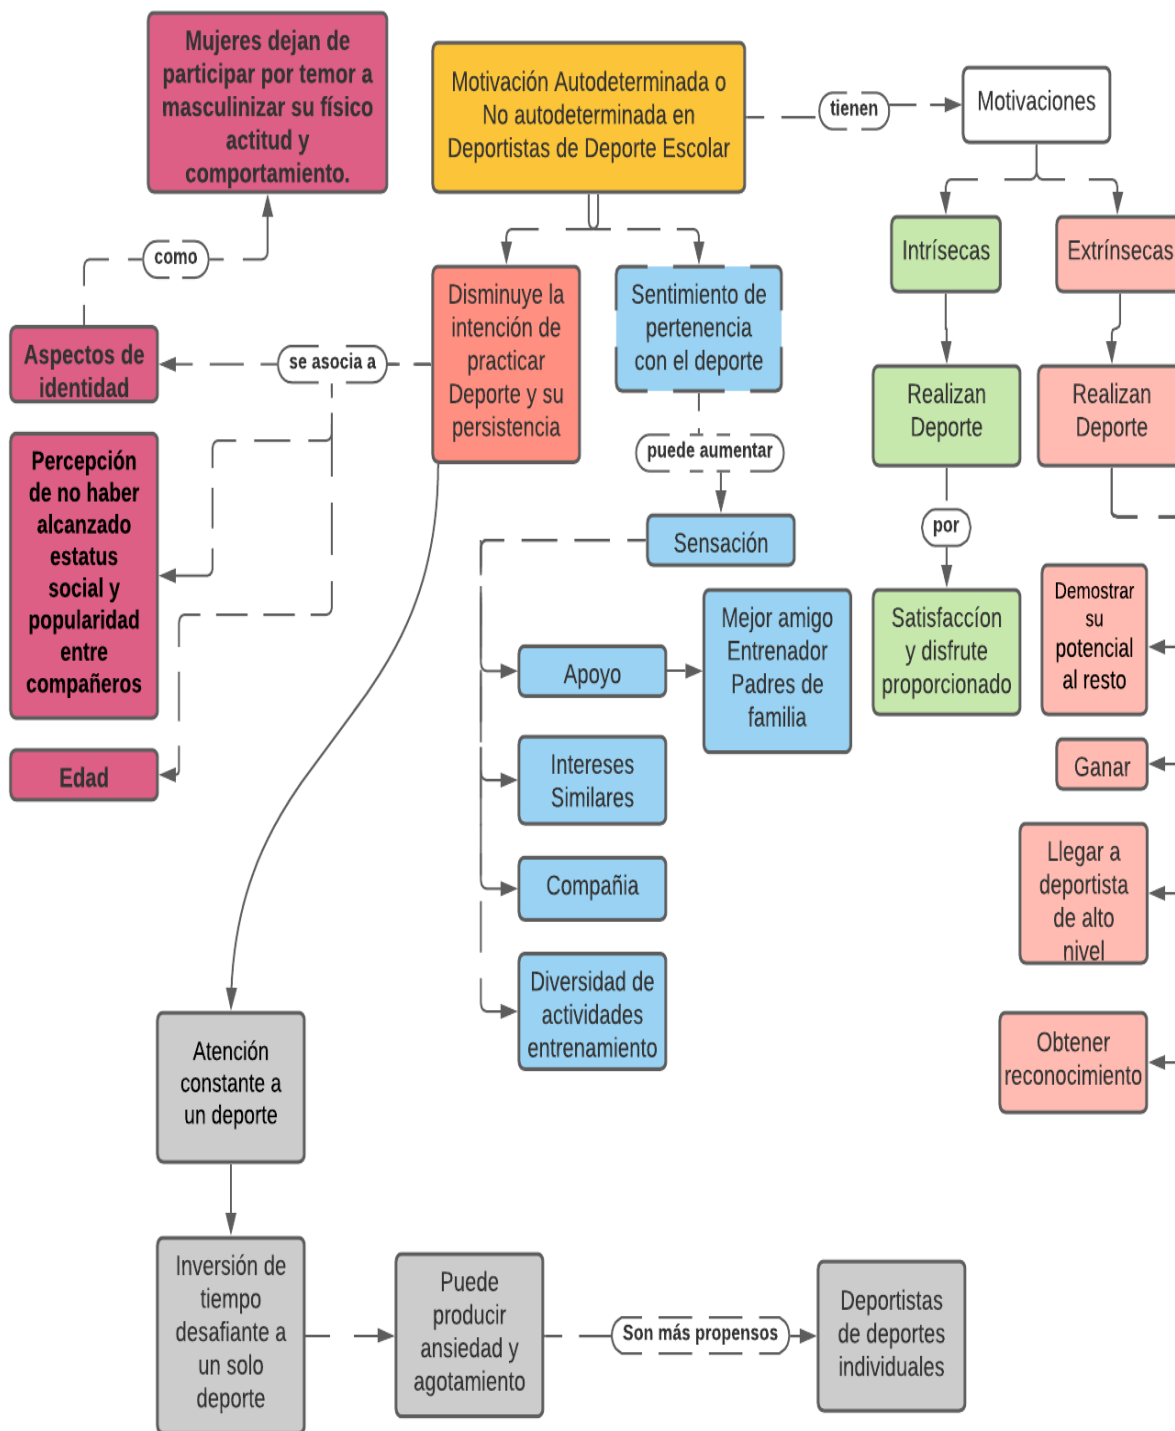 Mujeres dejan de
participar por temor a
masculinizar su físico
actitud y
comportamiento.
Motivación Autodeterminada o
No autodeterminada en
Deportistas de Deporte Escolar
tienen
Motivaciones
como
Intrísecas
Extrínsecas
Aspectos de
identidad
se asocia a
Disminuye la
intención de
practicar
Deporte y su
persistencia
Sentimiento de
pertenencia
con el deporte
Realizan
Deporte
Realizan
Deporte
Percepción
de no haber
alcanzado
estatus
social y
popularidad
entre
compañeros
puede aumentar
Sensación
por
Edad
Apoyo
Mejor amigo
Entrenador
Padres de
familia
Satisfaccíon
y disfrute
proporcionado
Demostrar
su
potencial
al resto
Intereses
Similares
Ganar
Compañia
Llegar a
deportista
de alto
nivel
Diversidad de
actividades
entrenamiento
Obtener
reconocimiento
Atención
constante a
un deporte
Inversión de
tiempo
desafiante a
un solo
deporte
Puede
producir
ansiedad y
agotamiento
Son más propensos
Deportistas
de deportes
individuales